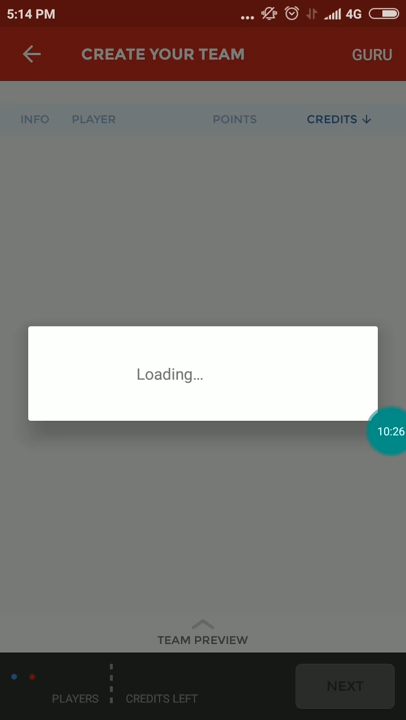 5:14 PM
4G
CREATE YOUR TEAM
GURU
INFO PLAYER POINTS CREDITS
Loading...
10:26
TEAM PREVIEW
PLAYERS CREDITS LEFT
NEXT